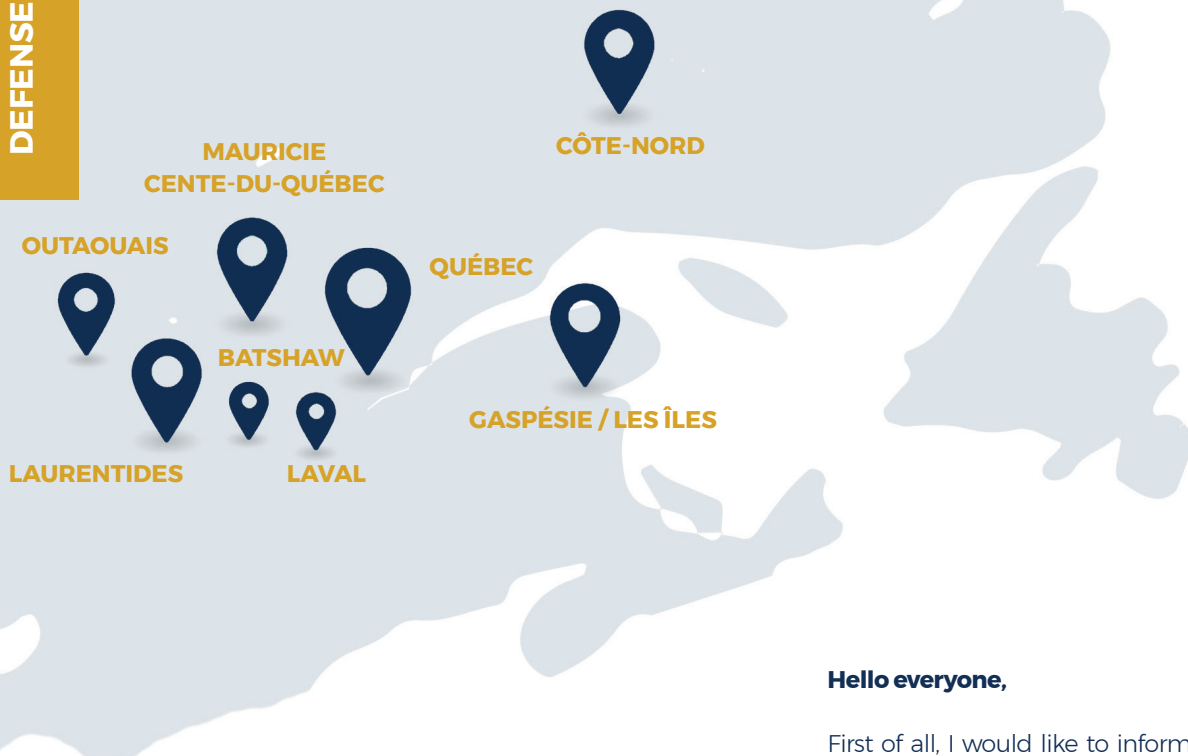 DEFENSE
CÔTE-NORD
MAURICIE
CENTE-DU-QUÉBEC
OUTAOUAIS
QUÉBEC
BATSHAW
GASPÉSIE / LES ÎLES
LAURENTIDES
LAVAL
Hello everyone,
First of all, I would like to inform